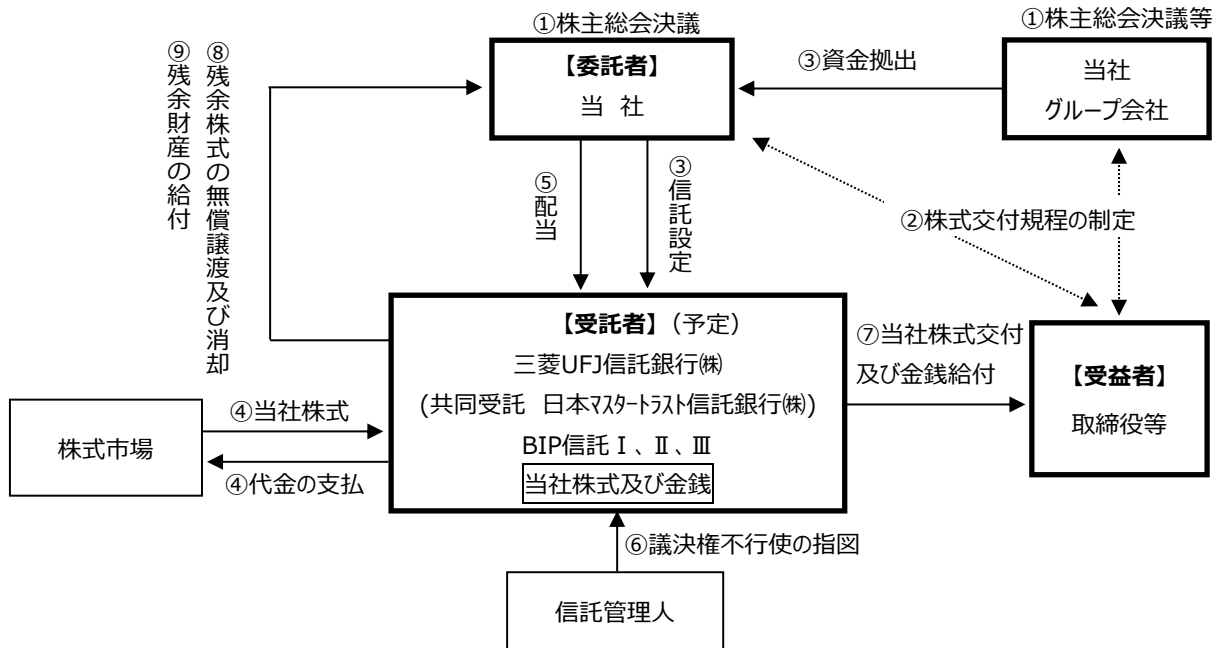 ①株主総会決議
【委託者】
当 社
③資金拠出
①株主総会決議等
当社
グループ会社
⑨残余財産の給付
⑧残余株式の無償譲渡及び消却
⑤配当
③信託設定
②株式交付規程の制定
【受託者】(予定)
三菱UFJ信託銀行㈱
(共同受託 日本ﾏｽﾀｰﾄﾗｽﾄ信託銀行㈱)
BIP信託Ⅰ、Ⅱ、Ⅲ
当社株式及び金銭
⑦当社株式交付
及び金銭給付
【受益者】
取締役等
株式市場
④当社株式
④代金の支払
⑥議決権不行使の指図
信託管理人